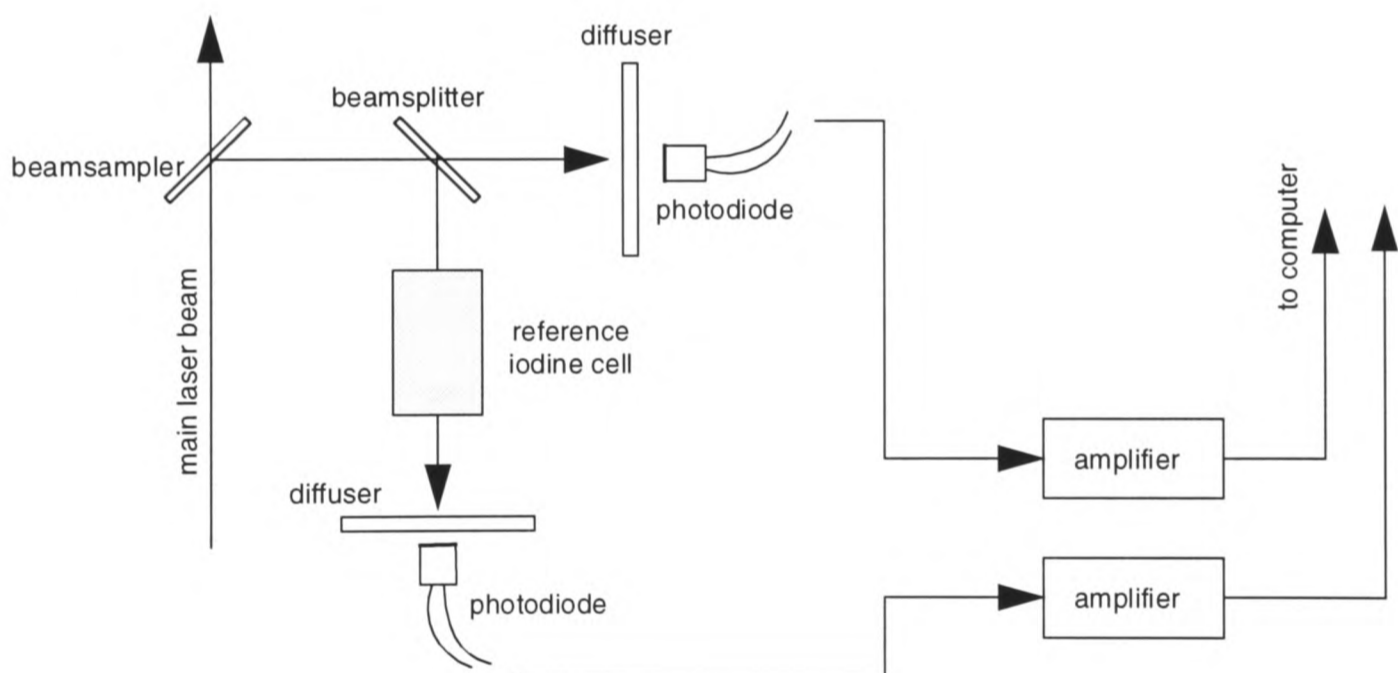 diffuser
beamsplitter
beamsampler
photodiode
to computer
main laser beam
reference
iodine cell
amplifier
diffuser
amplifier
photodiode